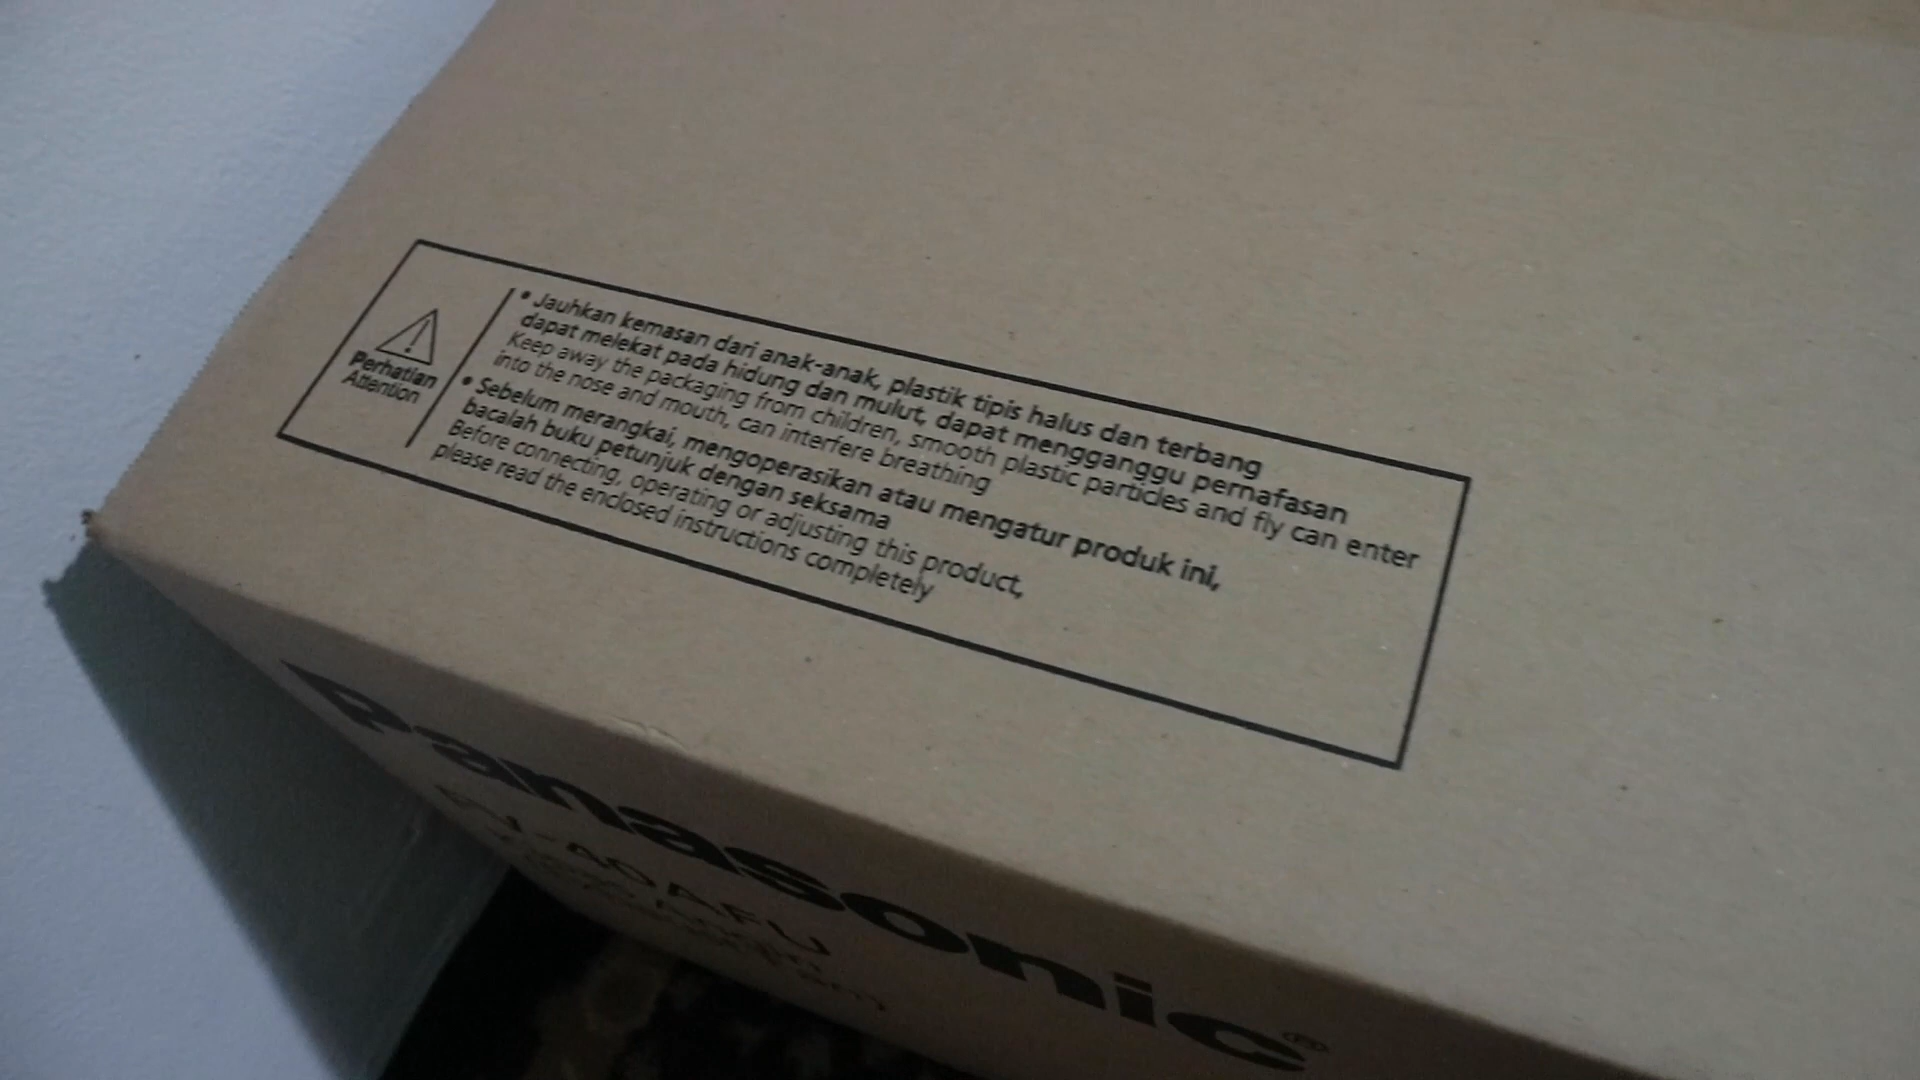 Perhatian
Attention
• Jauhkan kemasan dari anak-anak, plastik tipis halus dan terbang
dapat melekat pada hidung dan mulut, dapat mengganggu pernafasan
Keep away the packaging from children, smooth plastic particles and fly can enter
into the nose and mouth, can interfere breathing
• Sebelum merangkai, mengoperasikan atau mengatur produk ini,
bacalah buku petunjuk dengan seksama
Before connecting, operating or adjusting this product,
please read the enclosed instructions completely
Panasonic®